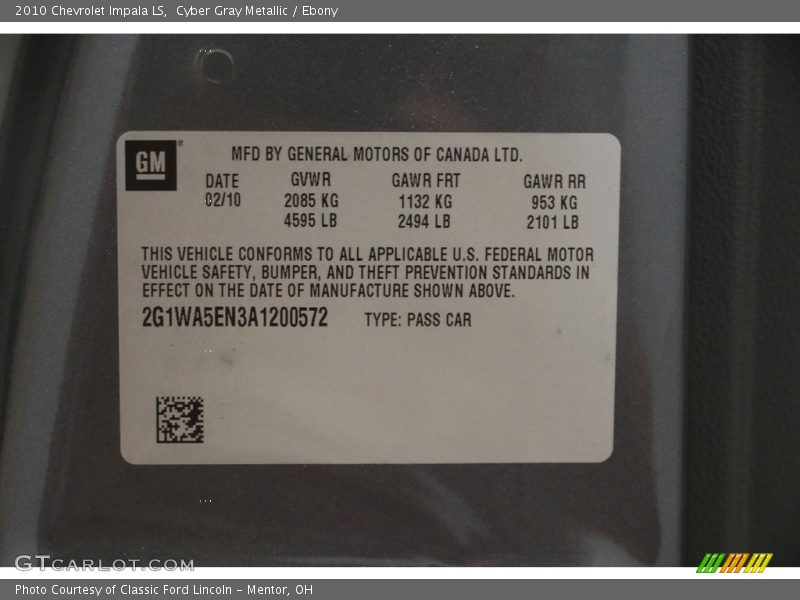 2010 Chevrolet Impala LS,  Cyber Gray Metallic / Ebony
GM
MFD BY GENERAL MOTORS OF CANADA LTD.
DATE GVWR GAWR FRT GAWR RR
02/10 2085 KG 1132 KG 953 KG
4595 LB 2494 LB 2101 LB
THIS VEHICLE CONFORMS TO ALL APPLICABLE U.S. FEDERAL MOTOR
VEHICLE SAFETY, BUMPER, AND THEFT PREVENTION STANDARDS IN
EFFECT ON THE DATE OF MANUFACTURE SHOWN ABOVE.
2G1WA5EN3A1200572 TYPE: PASS CAR
GTCARLOT.COM
Photo Courtesy of Classic Ford Lincoln - Mentor, OH